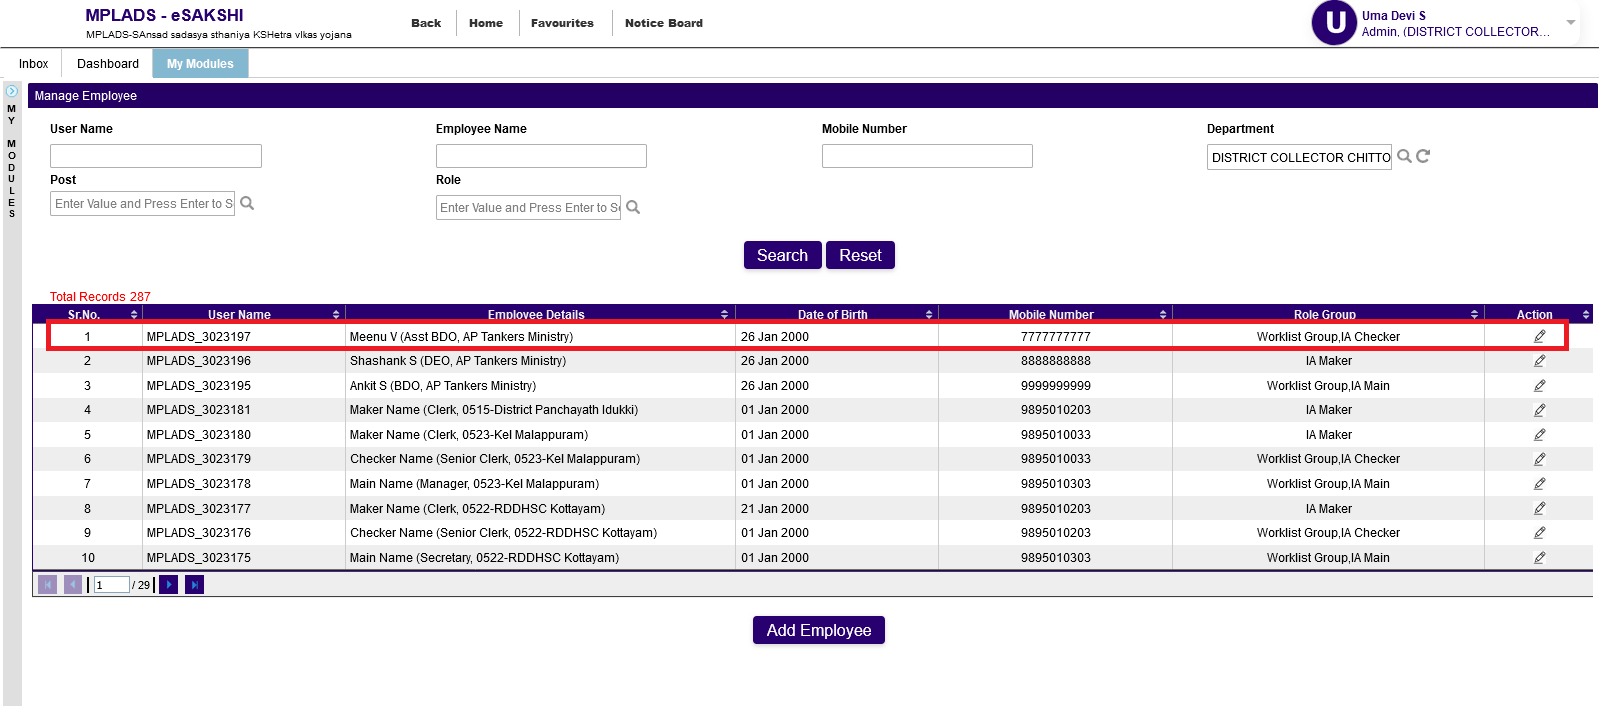 MPLADS - eSAKSHI
MPLADS-SAnsad sadasya sthaniya KSHetra vIkas yojana
Back Home Favourites Notice Board
U
Uma Devi S
Admin, (DISTRICT COLLECTOR...
Inbox Dashboard My Modules
MY MODULES
Manage Employee
User Name Employee Name Mobile Number Department
DISTRICT COLLECTOR CHITTO
Post Role
Enter Value and Press Enter to S Enter Value and Press Enter to Se
Search Reset
Total Records 287
Sr.No. User Name Employee Details Date of Birth Mobile Number Role Group Action
1 MPLADS_3023197 Meenu V (Asst BDO, AP Tankers Ministry) 26 Jan 2000 7777777777 Worklist Group,IA Checker
2 MPLADS_3023196 Shashank S (DEO, AP Tankers Ministry) 26 Jan 2000 8888888888 IA Maker
3 MPLADS_3023195 Ankit S (BDO, AP Tankers Ministry) 26 Jan 2000 9999999999 Worklist Group,IA Main
4 MPLADS_3023181 Maker Name (Clerk, 0515-District Panchayath Idukki) 01 Jan 2000 9895010203 IA Maker
5 MPLADS_3023180 Maker Name (Clerk, 0523-Kel Malappuram) 01 Jan 2000 9895010033 IA Maker
6 MPLADS_3023179 Checker Name (Senior Clerk, 0523-Kel Malappuram) 01 Jan 2000 9895010033 Worklist Group,IA Checker
7 MPLADS_3023178 Main Name (Manager, 0523-Kel Malappuram) 01 Jan 2000 9895010303 Worklist Group,IA Main
8 MPLADS_3023177 Maker Name (Clerk, 0522-RDDHSC Kottayam) 21 Jan 2000 9895010203 IA Maker
9 MPLADS_3023176 Checker Name (Senior Clerk, 0522-RDDHSC Kottayam) 01 Jan 2000 9895010203 Worklist Group,IA Checker
10 MPLADS_3023175 Main Name (Secretary, 0522-RDDHSC Kottayam) 01 Jan 2000 9895010303 Worklist Group,IA Main
1 / 29
Add Employee